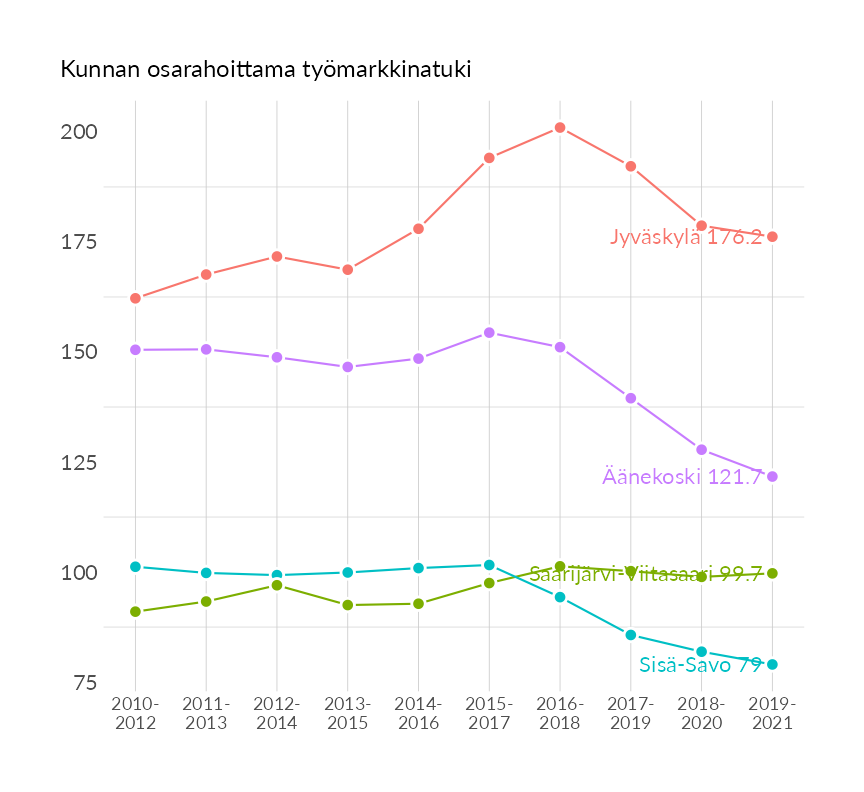 Kunnan osarahoittama työmarkkinatuki
200
175
150
125
100
75
Jyväskylä 176.2
Äänekoski 121.7
Saarijärvi-Viitasaari 99.7
Sisä-Savo 79
2010- 2011- 2012- 2013- 2014- 2015- 2016- 2017- 2018- 2019-
2012 2013 2014 2015 2016 2017 2018 2019 2020 2021